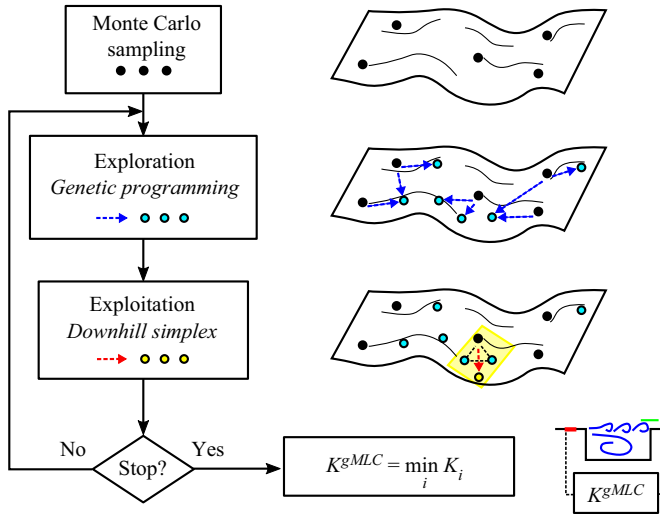 Monte Carlo
sampling
Exploration
Genetic programming
Exploitation
Downhill simplex
No
Stop?
Yes
K^{gMLC} = min_i K_i
K^{gMLC}